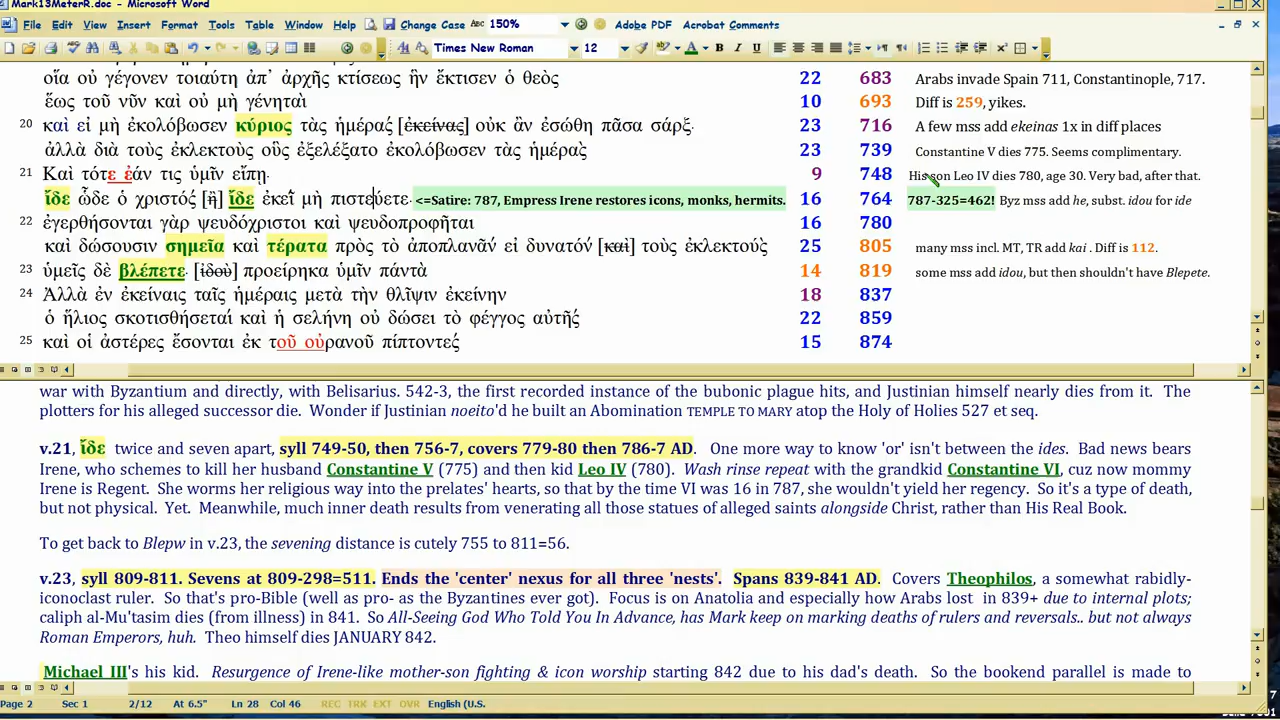 Mark13MeterR.doc - Microsoft Word
File Edit View Insert Format Tools Table Window Help Change Case 150% Adobe PDF Acrobat Comments
Times New Roman 12 B I U
οἵα οὐ γέγονεν τοιαύτη ἀπ᾽ ἀρχῆς κτίσεως ἣν ἔκτισεν ὁ θεὸς 22 683 Arabs invade Spain 711, Constantinople, 717.
ἕως τοῦ νῦν καὶ οὐ μὴ γένηταὶ 10 693 Diff is 259, yikes.
20 καὶ εἰ μὴ ἐκολόβωσεν κύριος τὰς ἡμέρας [ἐκείνας] οὐκ ἂν ἐσώθη πᾶσα σάρξ· 23 716 A few mss add ekeinas 1x in diff places
ἀλλὰ διὰ τοὺς ἐκλεκτοὺς οὓς ἐξελέξατο ἐκολόβωσεν τὰς ἡμέρας 23 739 Constantine V dies 775. Seems complimentary.
21 Καὶ τότε ἐάν τις ὑμῖν εἴπῃ· 9 748 His son Leo IV dies 780, age 30. Very bad, after that.
ἴδε ὧδε ὁ χριστός [ἢ] ἴδε ἐκεῖ μὴ πιστεύετε· <=Satire: 787, Empress Irene restores icons, monks, hermits. 16 764 787-325=462! Byz mss add he, subst. idou for ide
22 ἐγερθήσονται γὰρ ψευδόχριστοι καὶ ψευδοπροφῆται 16 780
καὶ δώσουσιν σημεῖα καὶ τέρατα πρὸς τὸ ἀποπλανᾶν εἰ δυνατόν [καὶ] τοὺς ἐκλεκτούς 25 805 many mss incl. MT, TR add kai . Diff is 112.
23 ὑμεῖς δὲ βλέπετε· [ἰδοὺ] προείρηκα ὑμῖν πάντὰ 14 819 some mss add idou, but then shouldn't have Blepete.
24 Ἀλλὰ ἐν ἐκείναις ταῖς ἡμέραις μετὰ τὴν θλῖψιν ἐκείνην 18 837
ὁ ἥλιος σκοτισθήσεταί καὶ ἡ σελήνη οὐ δώσει τὸ φέγγος αὐτῆς 22 859
25 καὶ οἱ ἀστέρες ἔσονται ἐκ τοῦ οὐρανοῦ πίπτοντες 15 874
war with Byzantium and directly, with Belisarius. 542-3, the first recorded instance of the bubonic plague hits, and Justinian himself nearly dies from it. The
plotters for his alleged successor die. Wonder if Justinian noeito'd he built an Abomination TEMPLE TO MARY atop the Holy of Holies 527 et seq.
v.21, ἴδε twice and seven apart, syll 749-50, then 756-7, covers 779-80 then 786-7 AD. One more way to know 'or' isn't between the ides. Bad news bears
Irene, who schemes to kill her husband Constantine V (775) and then kid Leo IV (780). Wash rinse repeat with the grandkid Constantine VI, cuz now mommy
Irene is Regent. She worms her religious way into the prelates' hearts, so that by the time VI was 16 in 787, she wouldn't yield her regency. So it's a type of death,
but not physical. Yet. Meanwhile, much inner death results from venerating all those statues of alleged saints alongside Christ, rather than His Real Book.
To get back to Blepw in v.23, the sevening distance is cutely 755 to 811=56.
v.23, syll 809-811. Sevens at 809-298=511. Ends the 'center' nexus for all three 'nests'. Spans 839-841 AD. Covers Theophilos, a somewhat rabidly-
iconoclast ruler. So that's pro-Bible (well as pro- as the Byzantines ever got). Focus is on Anatolia and especially how Arabs lost in 839+ due to internal plots;
caliph al-Mu'tasim dies (from illness) in 841. So All-Seeing God Who Told You In Advance, has Mark keep on marking deaths of rulers and reversals.. but not always
Roman Emperors, huh. Theo himself dies JANUARY 842.
Michael III's his kid. Resurgence of Irene-like mother-son fighting & icon worship starting 842 due to his dad's death. So the bookend parallel is made to
Page 2 Sec 1 2/12 At 6.5" Ln 28 Col 46 REC TRK EXT OVR English (U.S.